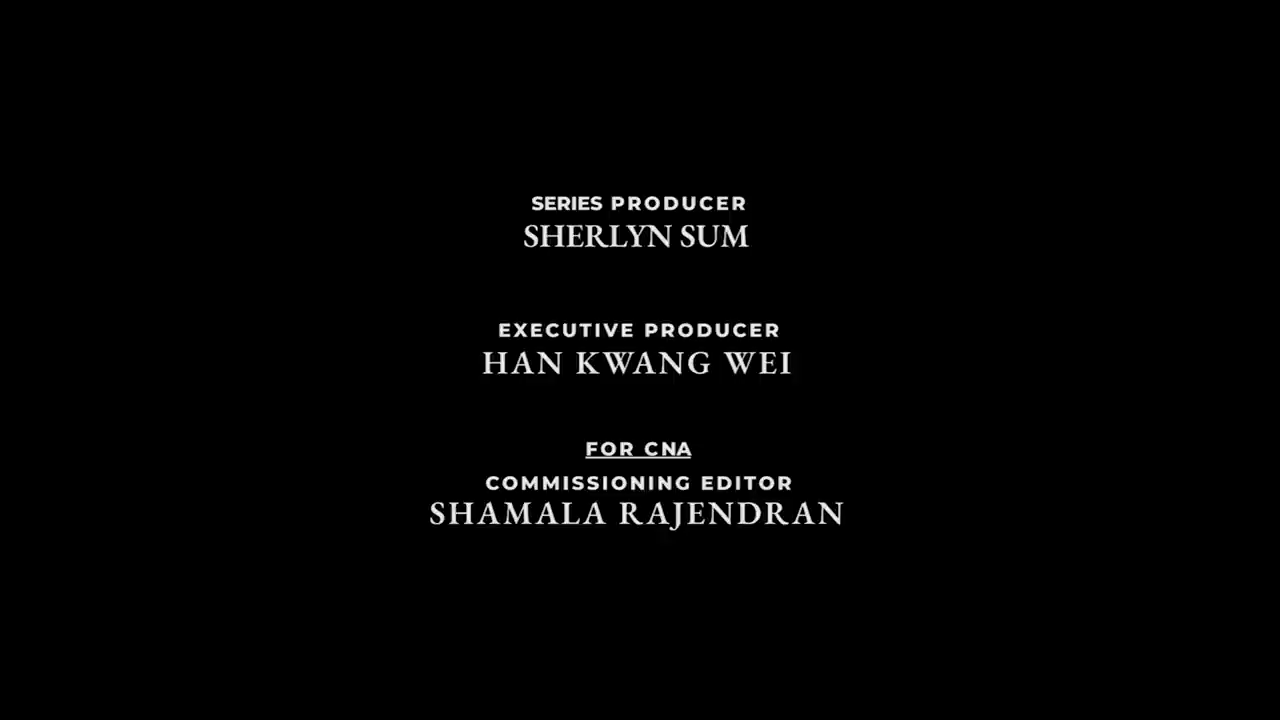 SERIES PRODUCER
SHERLYN SUM
EXECUTIVE PRODUCER
HAN KWANG WEI
FOR CNA
COMMISSIONING EDITOR
SHAMALA RAJENDRAN